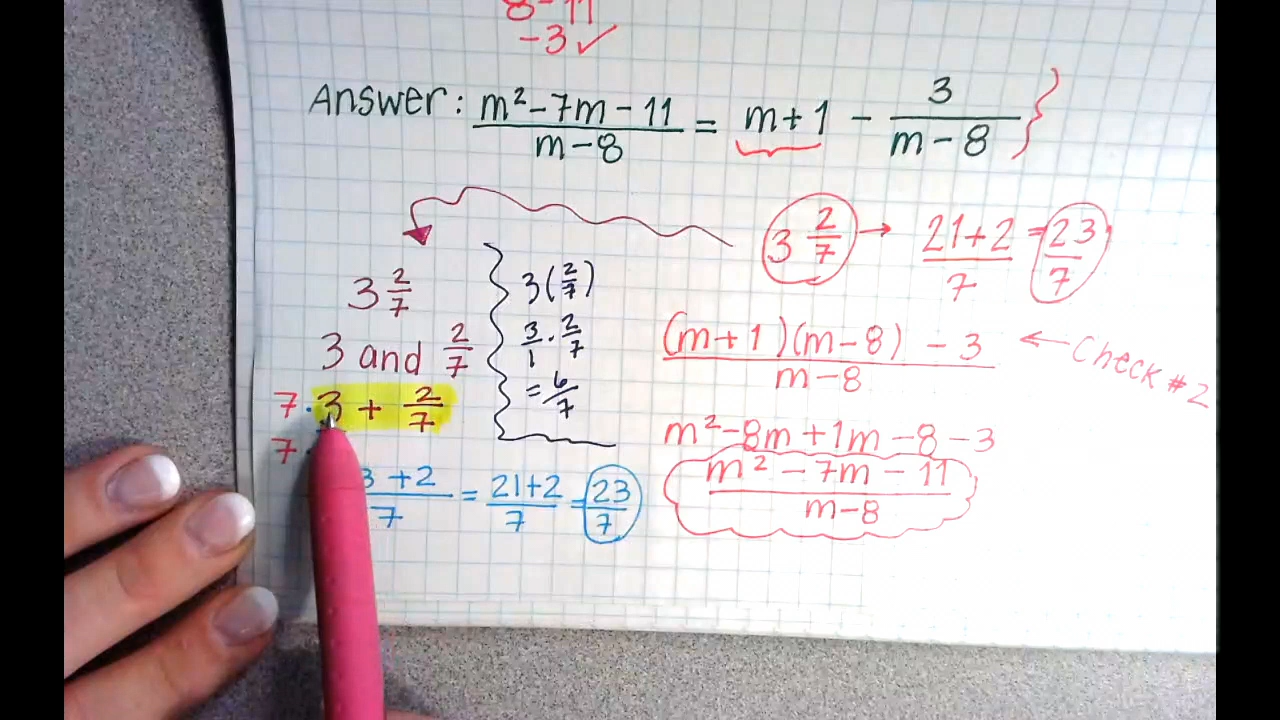 8-11
-3 ✓
Answer: m²-7m-11/m-8 = m+1 - 3/m-8
3 2/7 → 21+2/7 = 23/7
3 2/7
3 and 2/7
7·3 + 2/7
7
3+2/7 = 21+2/7 = 23/7
3(2/7)
3/1 · 2/7
= 6/7
(m+1)(m-8) - 3/m-8 ← Check #2
m²-8m+1m-8-3
m²-7m-11/m-8